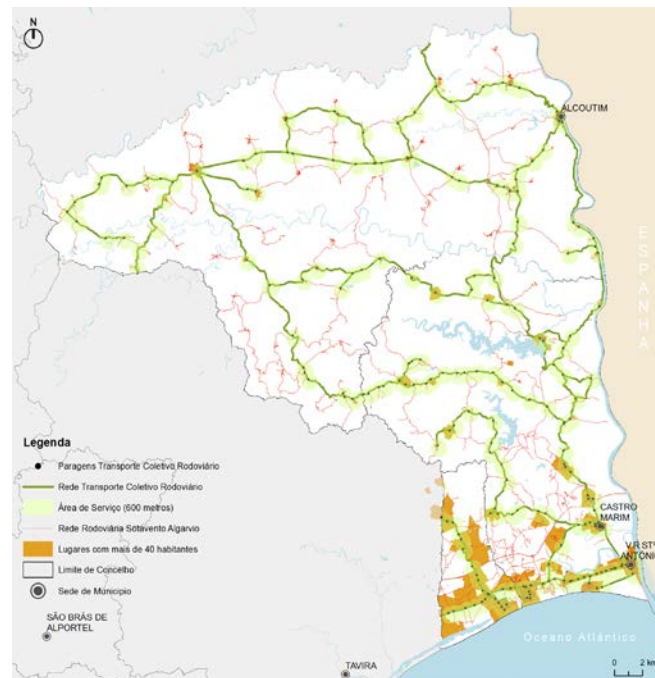 N
ALCOUTIM
ESPANHA
Legenda
Paragens Transporte Coletivo Rodoviário
Rede Transporte Coletivo Rodoviário
Área de Serviço (600 metros)
Rede Rodoviária Sotavento Algarvio
Lugares com mais de 40 habitantes
Limite de Concelho
Sede de Município
CASTRO
MARIM
V.R STº
ANTÓNIO
SÃO BRÁS DE
ALPORTEL
TAVIRA
Oceano Atlântico
0 2 km